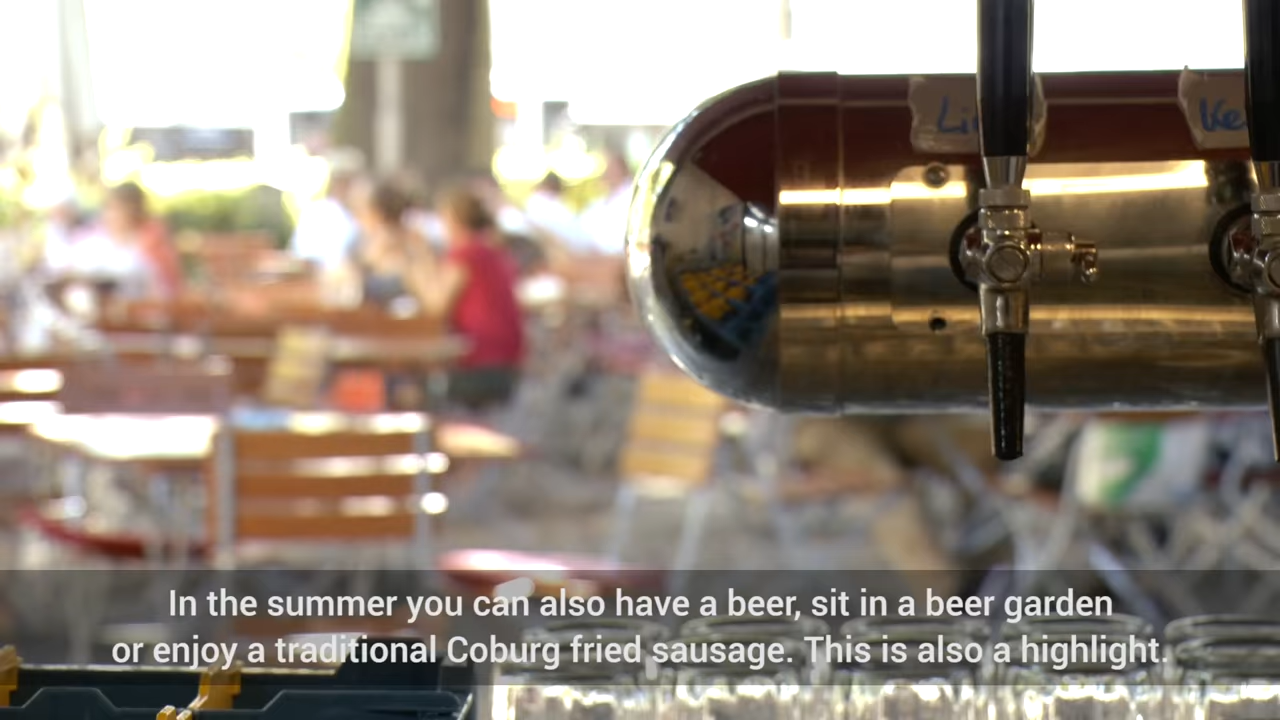 In the summer you can also have a beer, sit in a beer garden
or enjoy a traditional Coburg fried sausage. This is also a highlight.